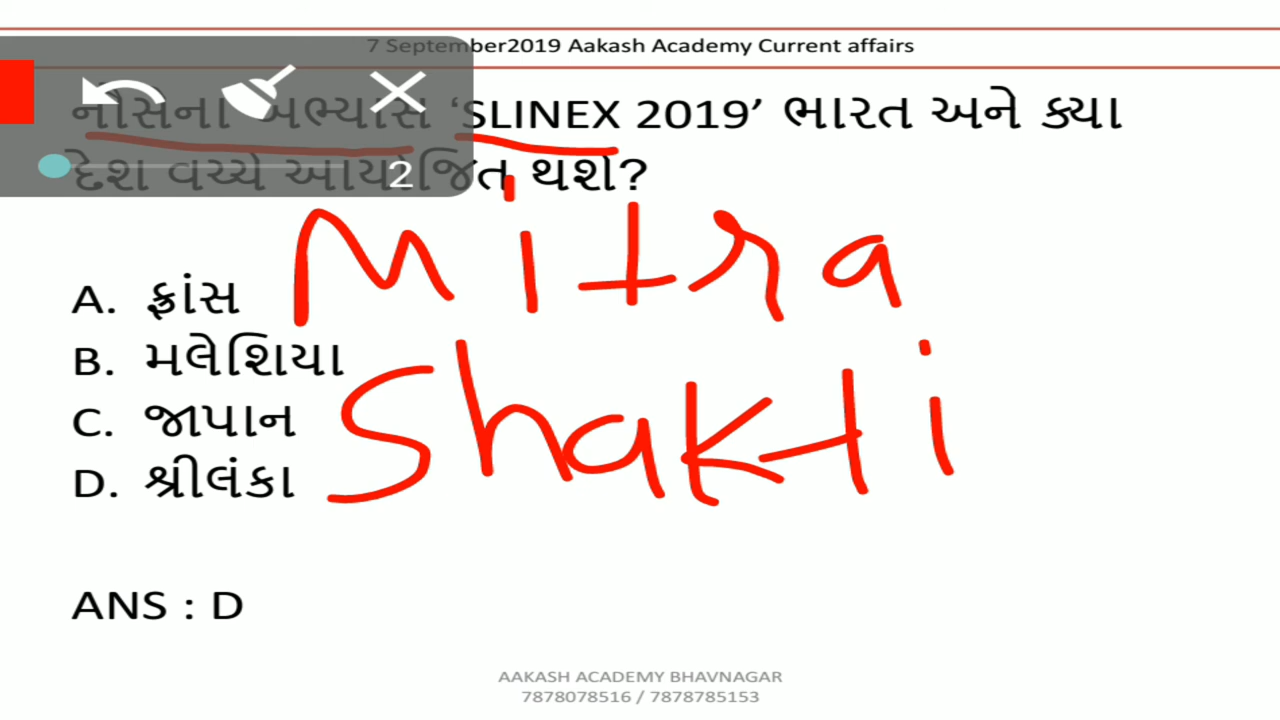 7 September2019 Aakash Academy Current affairs
નૌસેના અભ્યાસ ‘SLINEX 2019’ ભારત અને ક્યા
દેશ વચ્ચે આયોજિત થશે?
2
Mitra
A. ફ્રાંસ
B. મલેશિયા
Shakti
C. જાપાન
D. શ્રીલંકા
ANS : D
AAKASH ACADEMY BHAVNAGAR
7878078516 / 7878785153